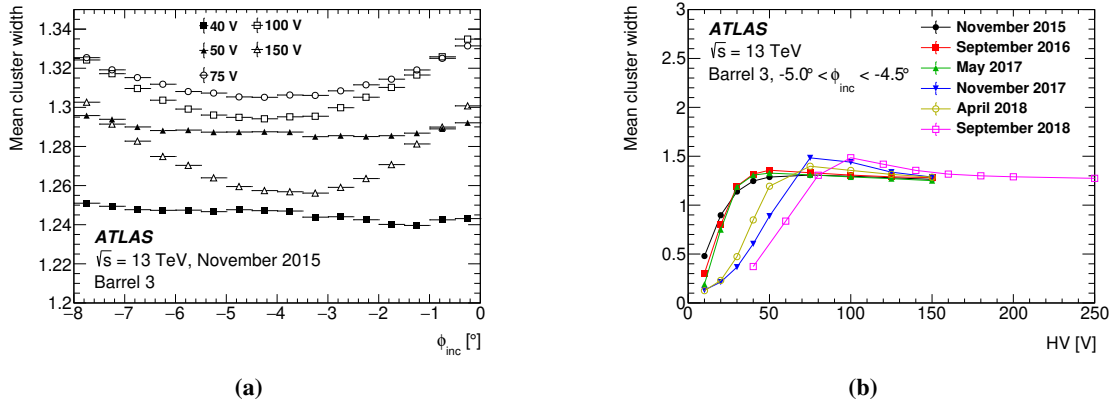 Mean cluster width
1.34
1.32
1.3
1.28
1.26
1.24
1.22
1.2
40 V
100 V
50 V
150 V
75 V
ATLAS
√s = 13 TeV, November 2015
Barrel 3
−8
−7
−6
−5
−4
−3
−2
−1
0
ϕinc [°]
(a)
Mean cluster width
3
2.5
2
1.5
1
0.5
0
ATLAS
√s = 13 TeV
Barrel 3, -5.0° < ϕinc < -4.5°
November 2015
September 2016
May 2017
November 2017
April 2018
September 2018
0
50
100
150
200
250
HV [V]
(b)